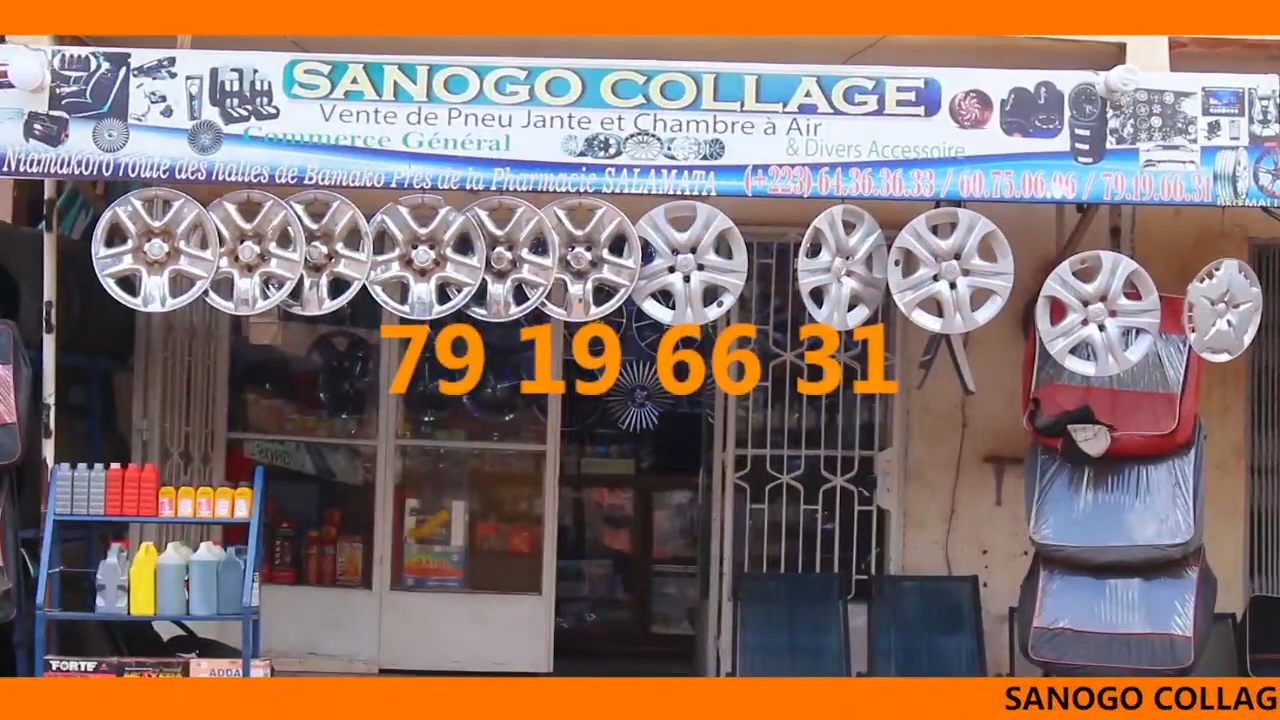 SANOGO COLLAGE
Vente de Pneu Jante et Chambre à Air
Commerce Général
& Divers Accessoire
Niamakoro route des halles de Bamako Près de la Pharmacie SALAMATA
(+223) 64.36.36.33 / 60.75.06.06 / 79.19.66.31
79 19 66 31
FORTE
ADDA
SANOGO COLLAG